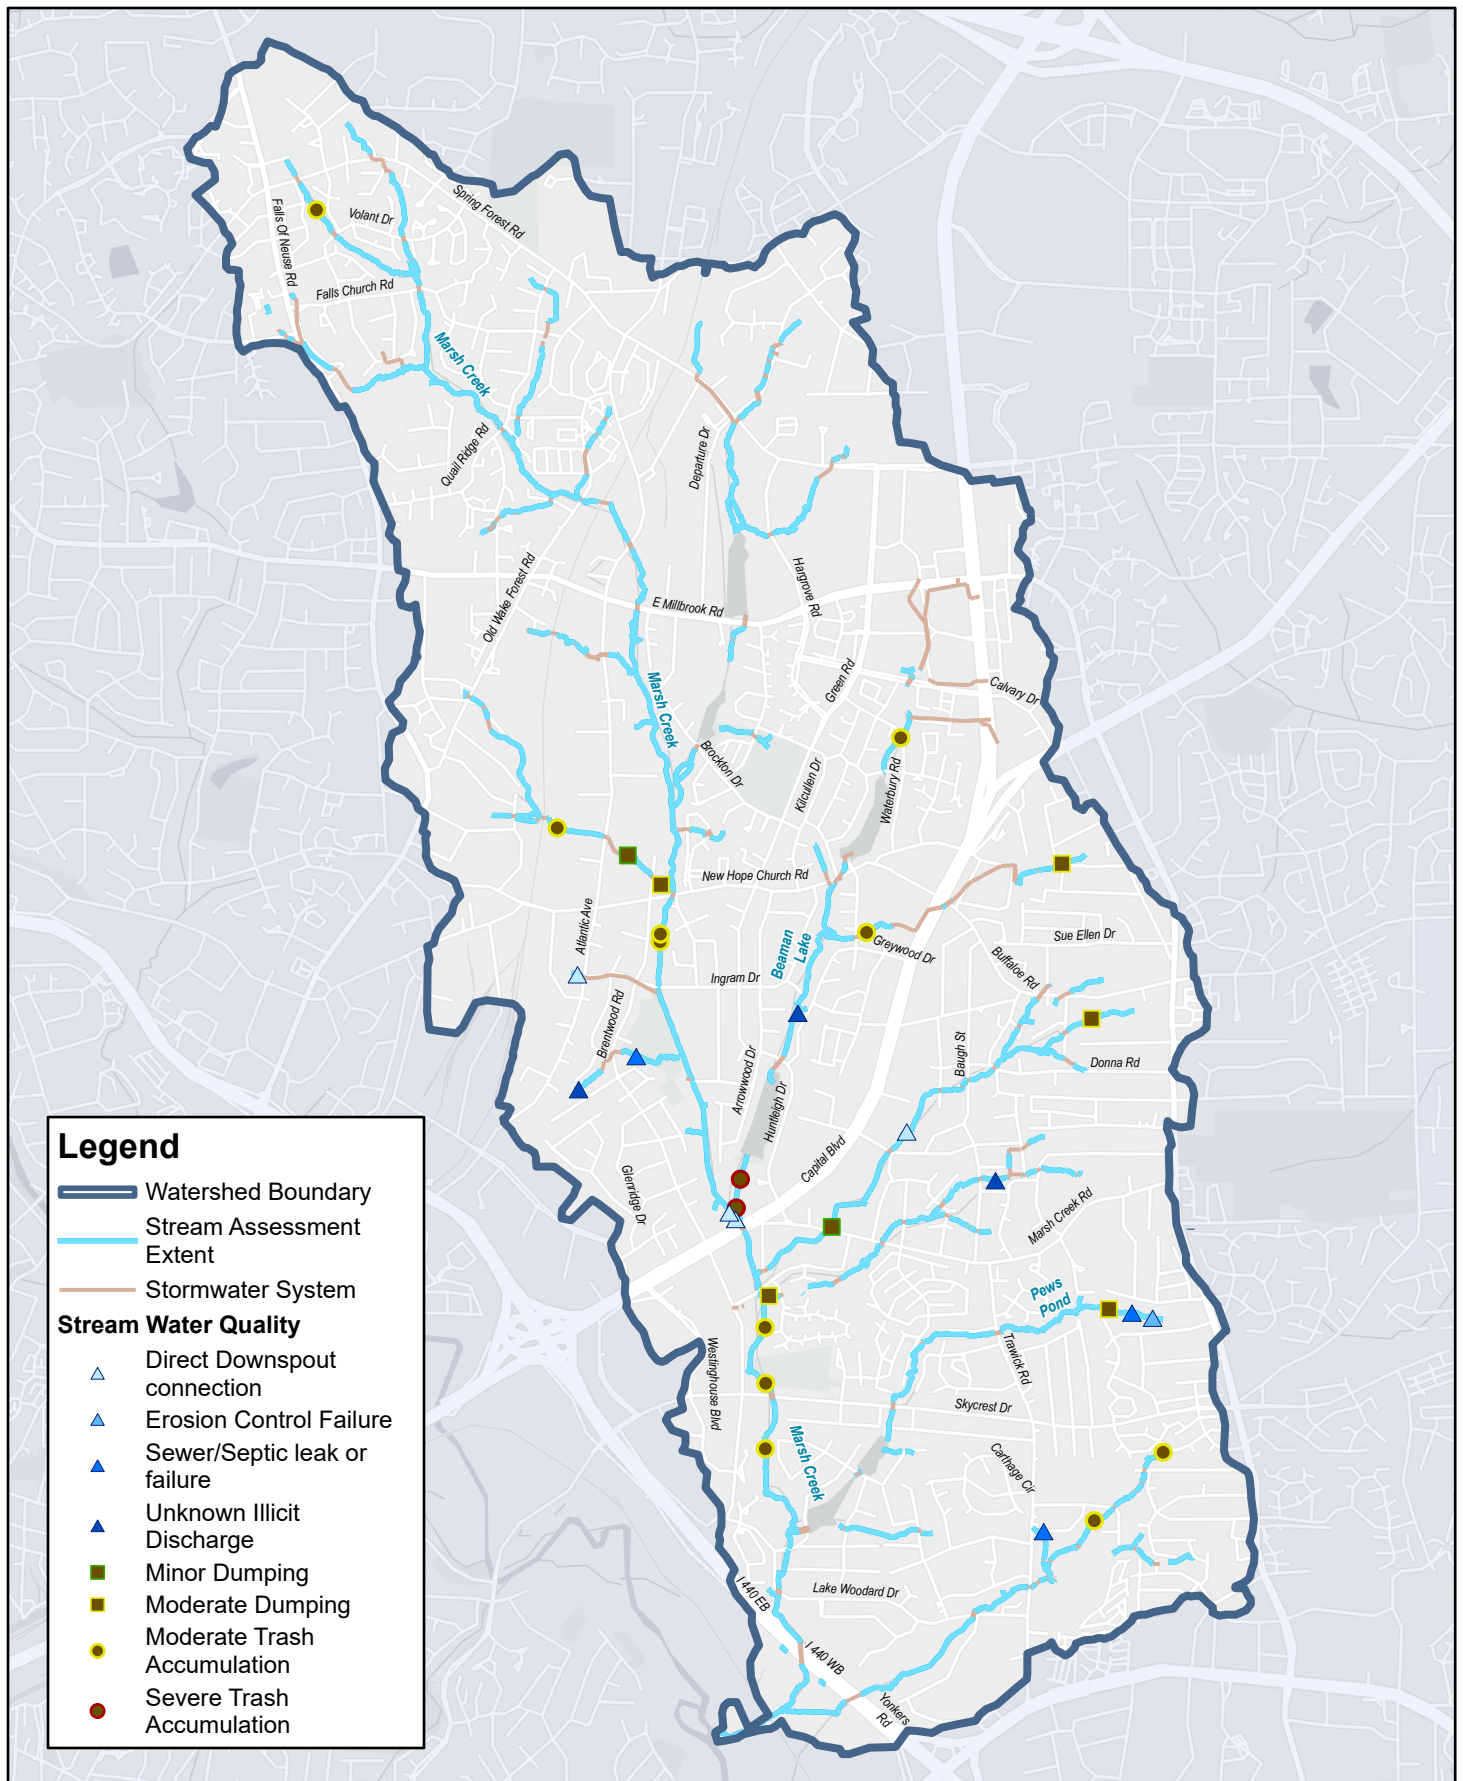 Spring Forest Rd
Volant Dr
Falls Of Neuse Rd
Falls Church Rd
Marsh Creek
Quail Ridge Rd
Departure Dr
Old Wake Forest Rd
Hargrove Rd
E Millbrook Rd
Green Rd
Calvary Dr
Marsh Creek
Brockton Dr
Kilcullen Dr
Waterbury Rd
New Hope Church Rd
Atlantic Ave
Beaman
Lake
Greywood Dr
Sue Ellen Dr
Buffaloe Rd
Ingram Dr
Brentwood Rd
Baugh St
Donna Rd
Arrowwood Dr
Huntleigh Dr
Capital Blvd
Glenridge Dr
Marsh Creek Rd
Pews
Pond
Trawick Rd
Westinghouse Blvd
Skycrest Dr
Marsh Creek
Carthage Cir
I 440 EB
Lake Woodard Dr
I 440 WB
Yonkers
Rd
Legend
Watershed Boundary
Stream Assessment
Extent
Stormwater System
Stream Water Quality
Direct Downspout
connection
Erosion Control Failure
Sewer/Septic leak or
failure
Unknown Illicit
Discharge
Minor Dumping
Moderate Dumping
Moderate Trash
Accumulation
Severe Trash
Accumulation